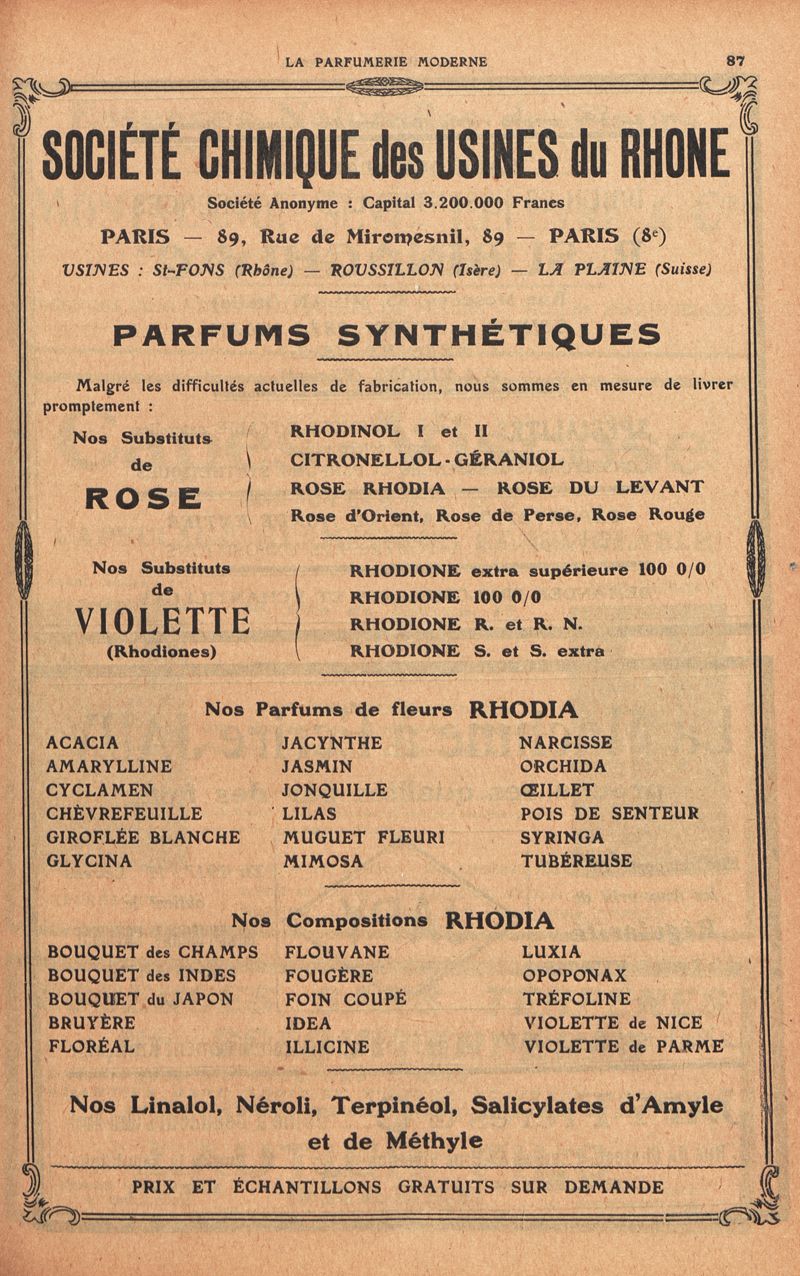 LA PARFUMERIE MODERNE 87
SOCIÉTÉ CHIMIQUE des USINES du RHONE
Société Anonyme : Capital 3.200.000 Francs
PARIS — 89, Rue de Miromesnil, 89 — PARIS (8e)
USINES : St-FONS (Rhône) — ROUSSILLON (Isère) — LA PLAINE (Suisse)
PARFUMS SYNTHÉTIQUES
Malgré les difficultés actuelles de fabrication, nous sommes en mesure de livrer
promptement :
Nos Substituts
de
ROSE
RHODINOL I et II
CITRONELLOL - GÉRANIOL
ROSE RHODIA — ROSE DU LEVANT
Rose d'Orient, Rose de Perse, Rose Rouge
Nos Substituts
de
VIOLETTE
(Rhodiones)
RHODIONE extra supérieure 100 0/0
RHODIONE 100 0/0
RHODIONE R. et R. N.
RHODIONE S. et S. extra
Nos Parfums de fleurs RHODIA
ACACIA JACYNTHE NARCISSE
AMARYLLINE JASMIN ORCHIDA
CYCLAMEN JONQUILLE ŒILLET
CHÈVREFEUILLE LILAS POIS DE SENTEUR
GIROFLÉE BLANCHE MUGUET FLEURI SYRINGA
GLYCINA MIMOSA TUBÉREUSE
Nos Compositions RHODIA
BOUQUET des CHAMPS FLOUVANE LUXIA
BOUQUET des INDES FOUGÈRE OPOPONAX
BOUQUET du JAPON FOIN COUPÉ TRÉFOLINE
BRUYÈRE IDEA VIOLETTE de NICE
FLORÉAL ILLICINE VIOLETTE de PARME
Nos Linalol, Néroli, Terpinéol, Salicylates d'Amyle
et de Méthyle
PRIX ET ÉCHANTILLONS GRATUITS SUR DEMANDE